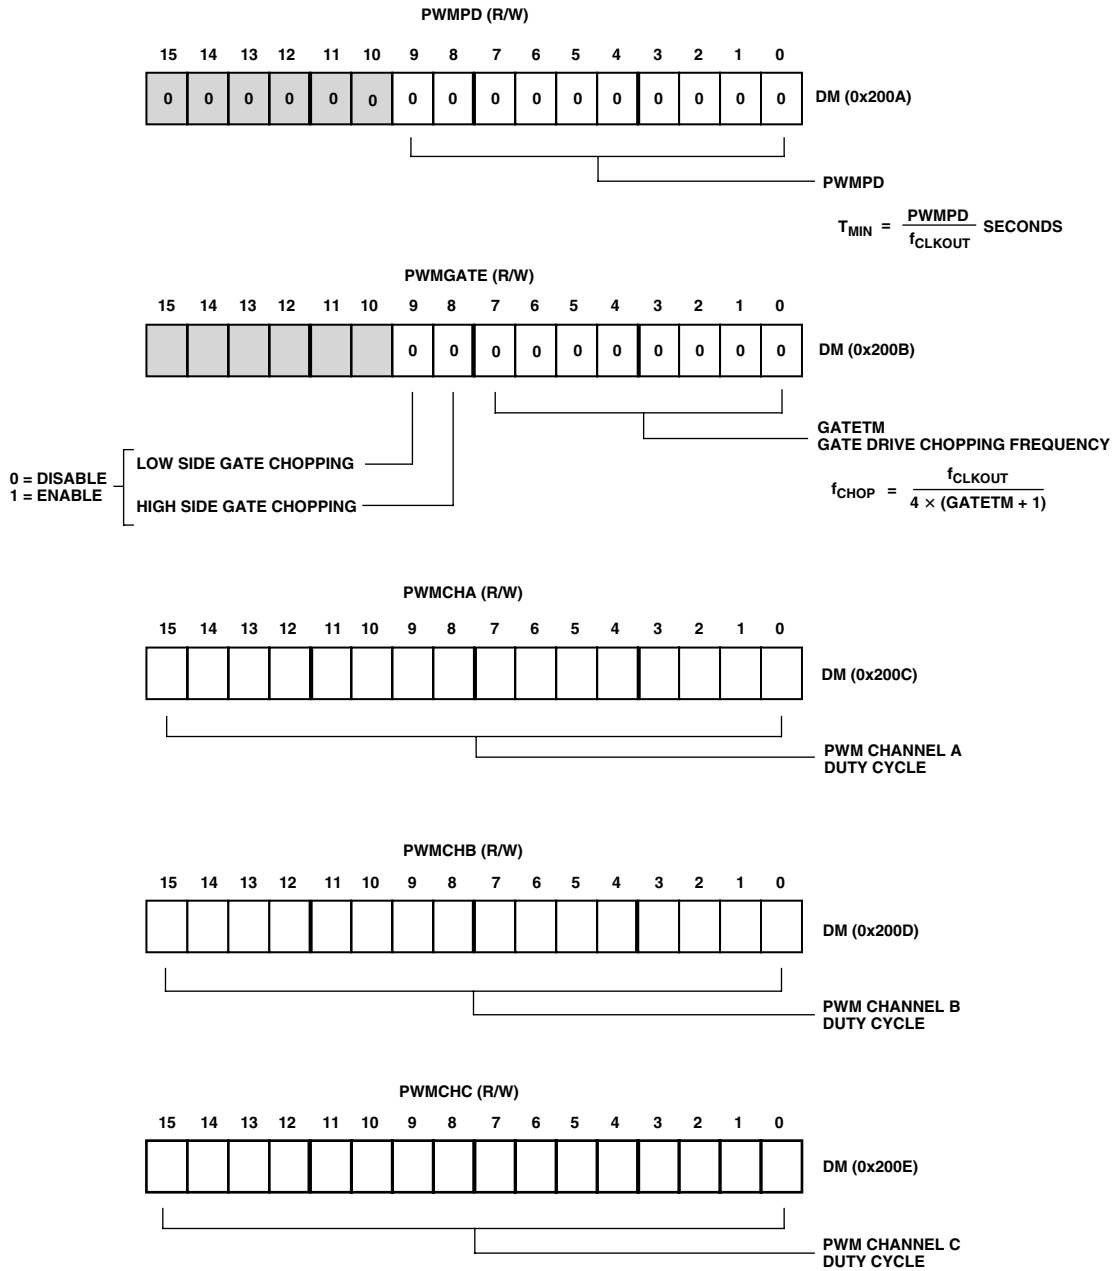 PWMPD (R/W)
15 14 13 12 11 10 9 8 7 6 5 4 3 2 1 0
0 0 0 0 0 0 0 0 0 0 0 0 0 0 0 0 DM (0x200A)
PWMPD
T_MIN = PWMPD / f_CLKOUT SECONDS
PWMGATE (R/W)
15 14 13 12 11 10 9 8 7 6 5 4 3 2 1 0
0 0 0 0 0 0 0 0 0 0 DM (0x200B)
GATETM
GATE DRIVE CHOPPING FREQUENCY
LOW SIDE GATE CHOPPING
0 = DISABLE
1 = ENABLE
HIGH SIDE GATE CHOPPING
f_CHOP = f_CLKOUT / 4 × (GATETM + 1)
PWMCHA (R/W)
15 14 13 12 11 10 9 8 7 6 5 4 3 2 1 0
DM (0x200C)
PWM CHANNEL A
DUTY CYCLE
PWMCHB (R/W)
15 14 13 12 11 10 9 8 7 6 5 4 3 2 1 0
DM (0x200D)
PWM CHANNEL B
DUTY CYCLE
PWMCHC (R/W)
15 14 13 12 11 10 9 8 7 6 5 4 3 2 1 0
DM (0x200E)
PWM CHANNEL C
DUTY CYCLE